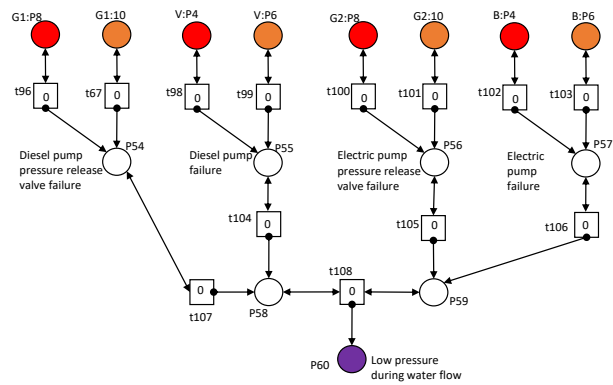 G1:P8
G1:10
V:P4
V:P6
G2:P8
G2:10
B:P4
B:P6
t96
0
t67
0
t98
0
t99
0
t100
0
t101
0
t102
0
t103
0
P54
P55
P56
P57
Diesel pump
pressure release
valve failure
Diesel pump
failure
Electric pump
pressure release
valve failure
Electric
pump
failure
t104
0
t105
0
t106
0
t107
0
P58
t108
0
P59
P60
Low pressure
during water flow